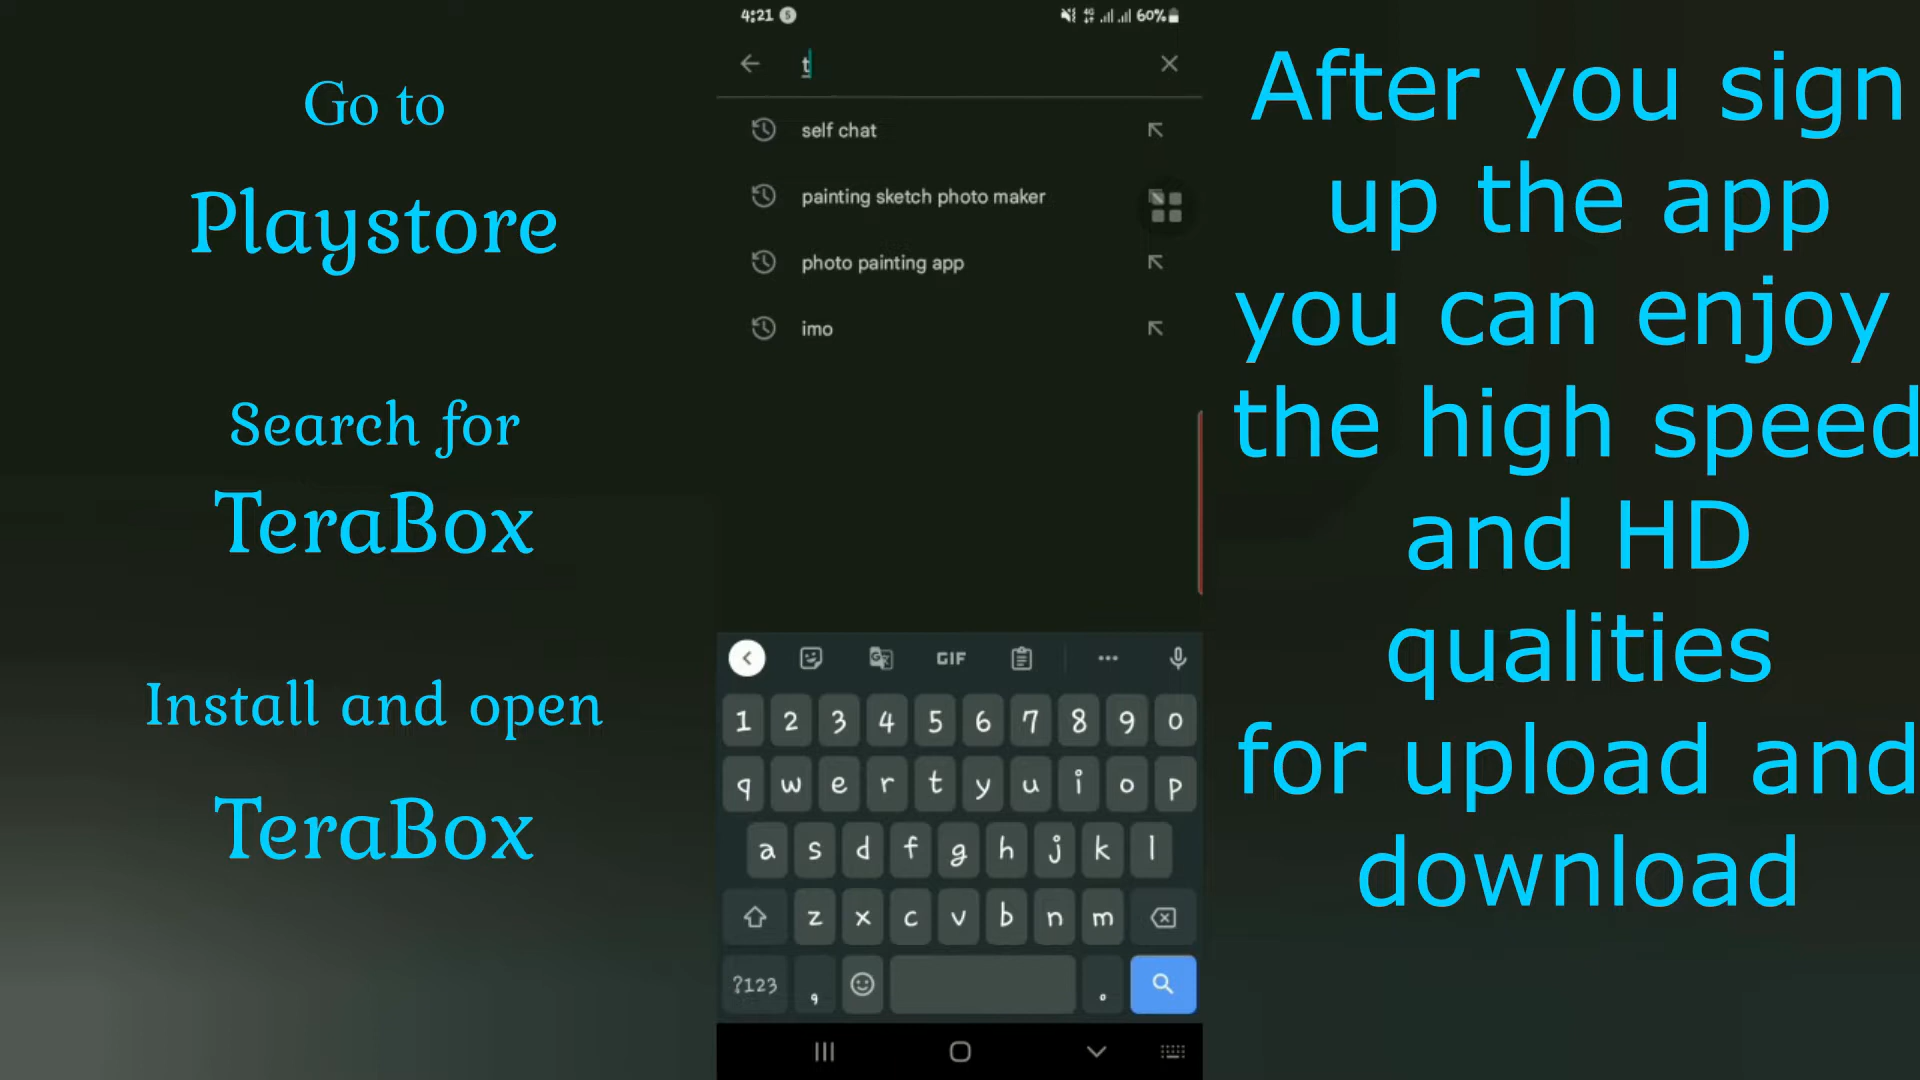 Go to
Playstore
Search for
TeraBox
Install and open
TeraBox
4:21 S
4G 60%
t
self chat
painting sketch photo maker
photo painting app
imo
GIF
1 2 3 4 5 6 7 8 9 0
q w e r t y u i o p
a s d f g h j k l
z x c v b n m
?123 , .
After you sign
up the app
you can enjoy
the high speed
and HD
qualities
for upload and
download